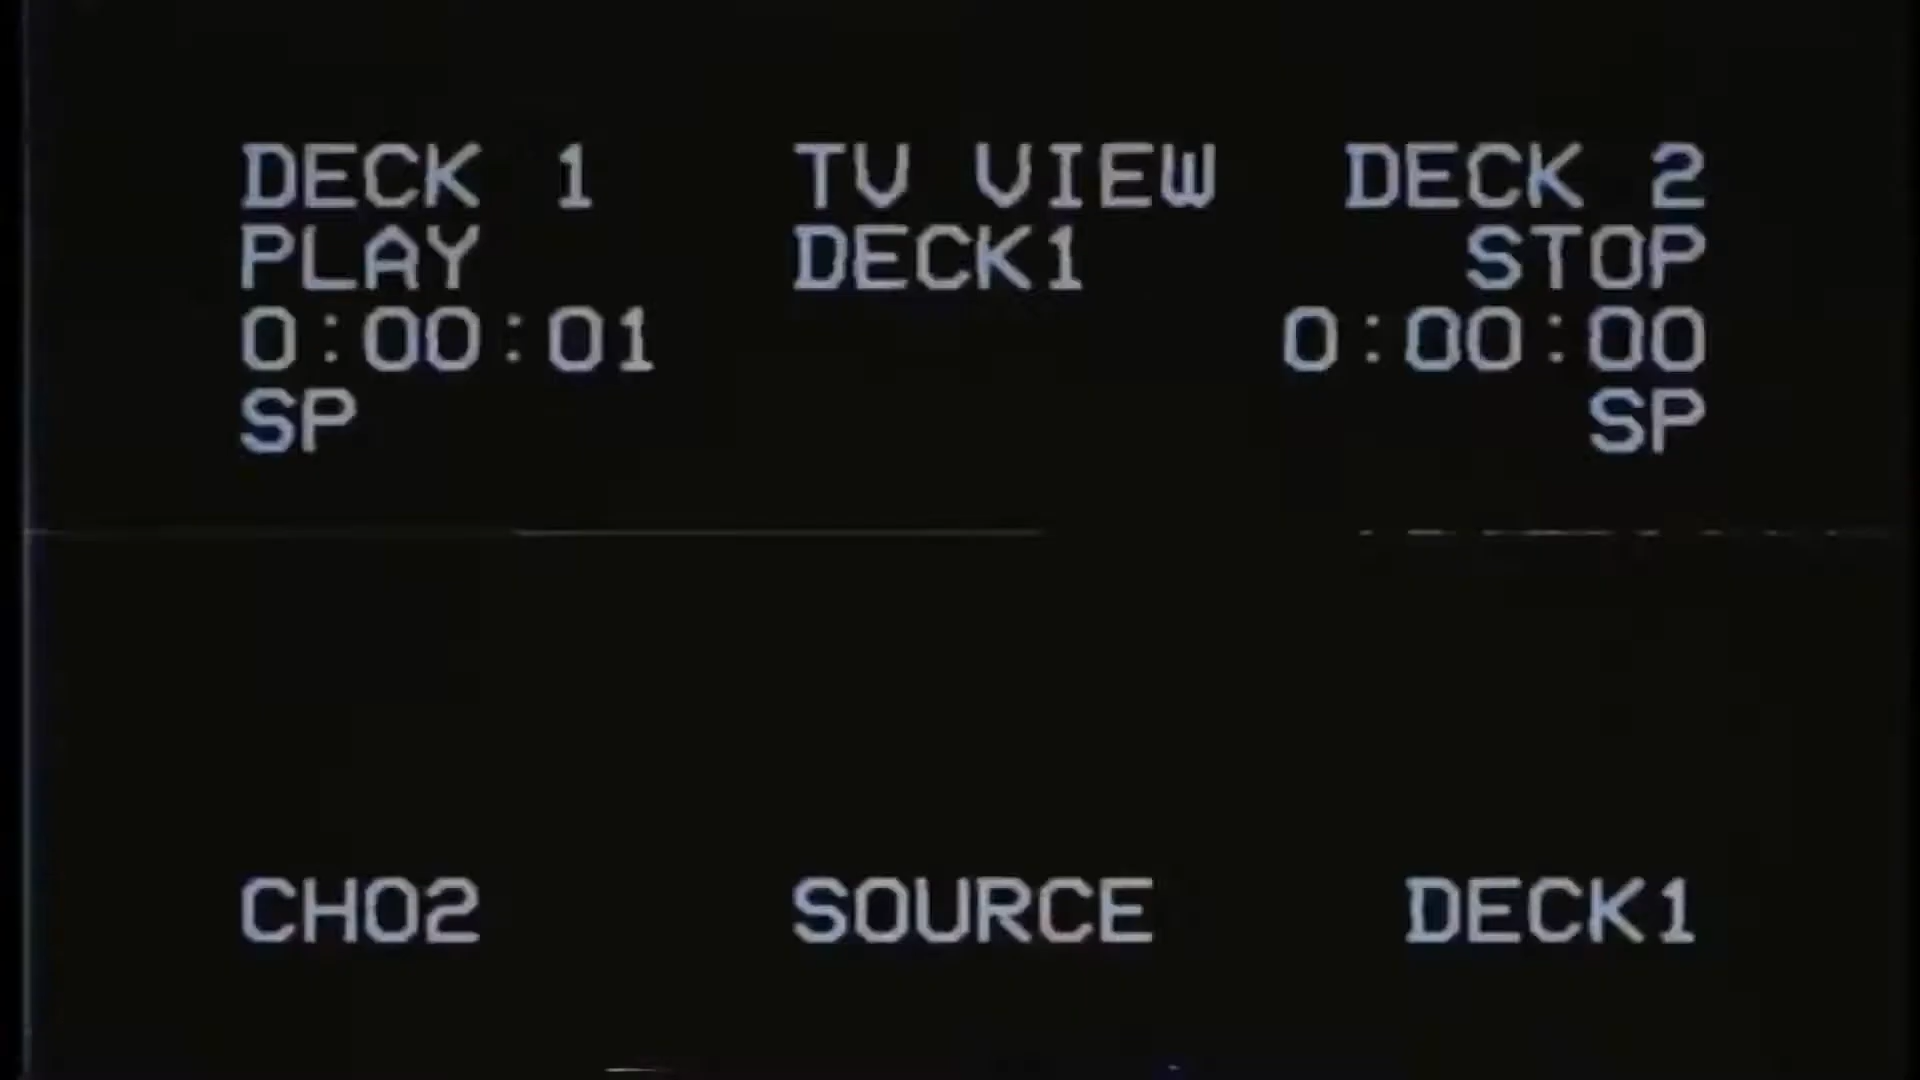 DECK 1 TV VIEW DECK 2
PLAY DECK1 STOP
0:00:01 0:00:00
SP SP
CH02 SOURCE DECK1